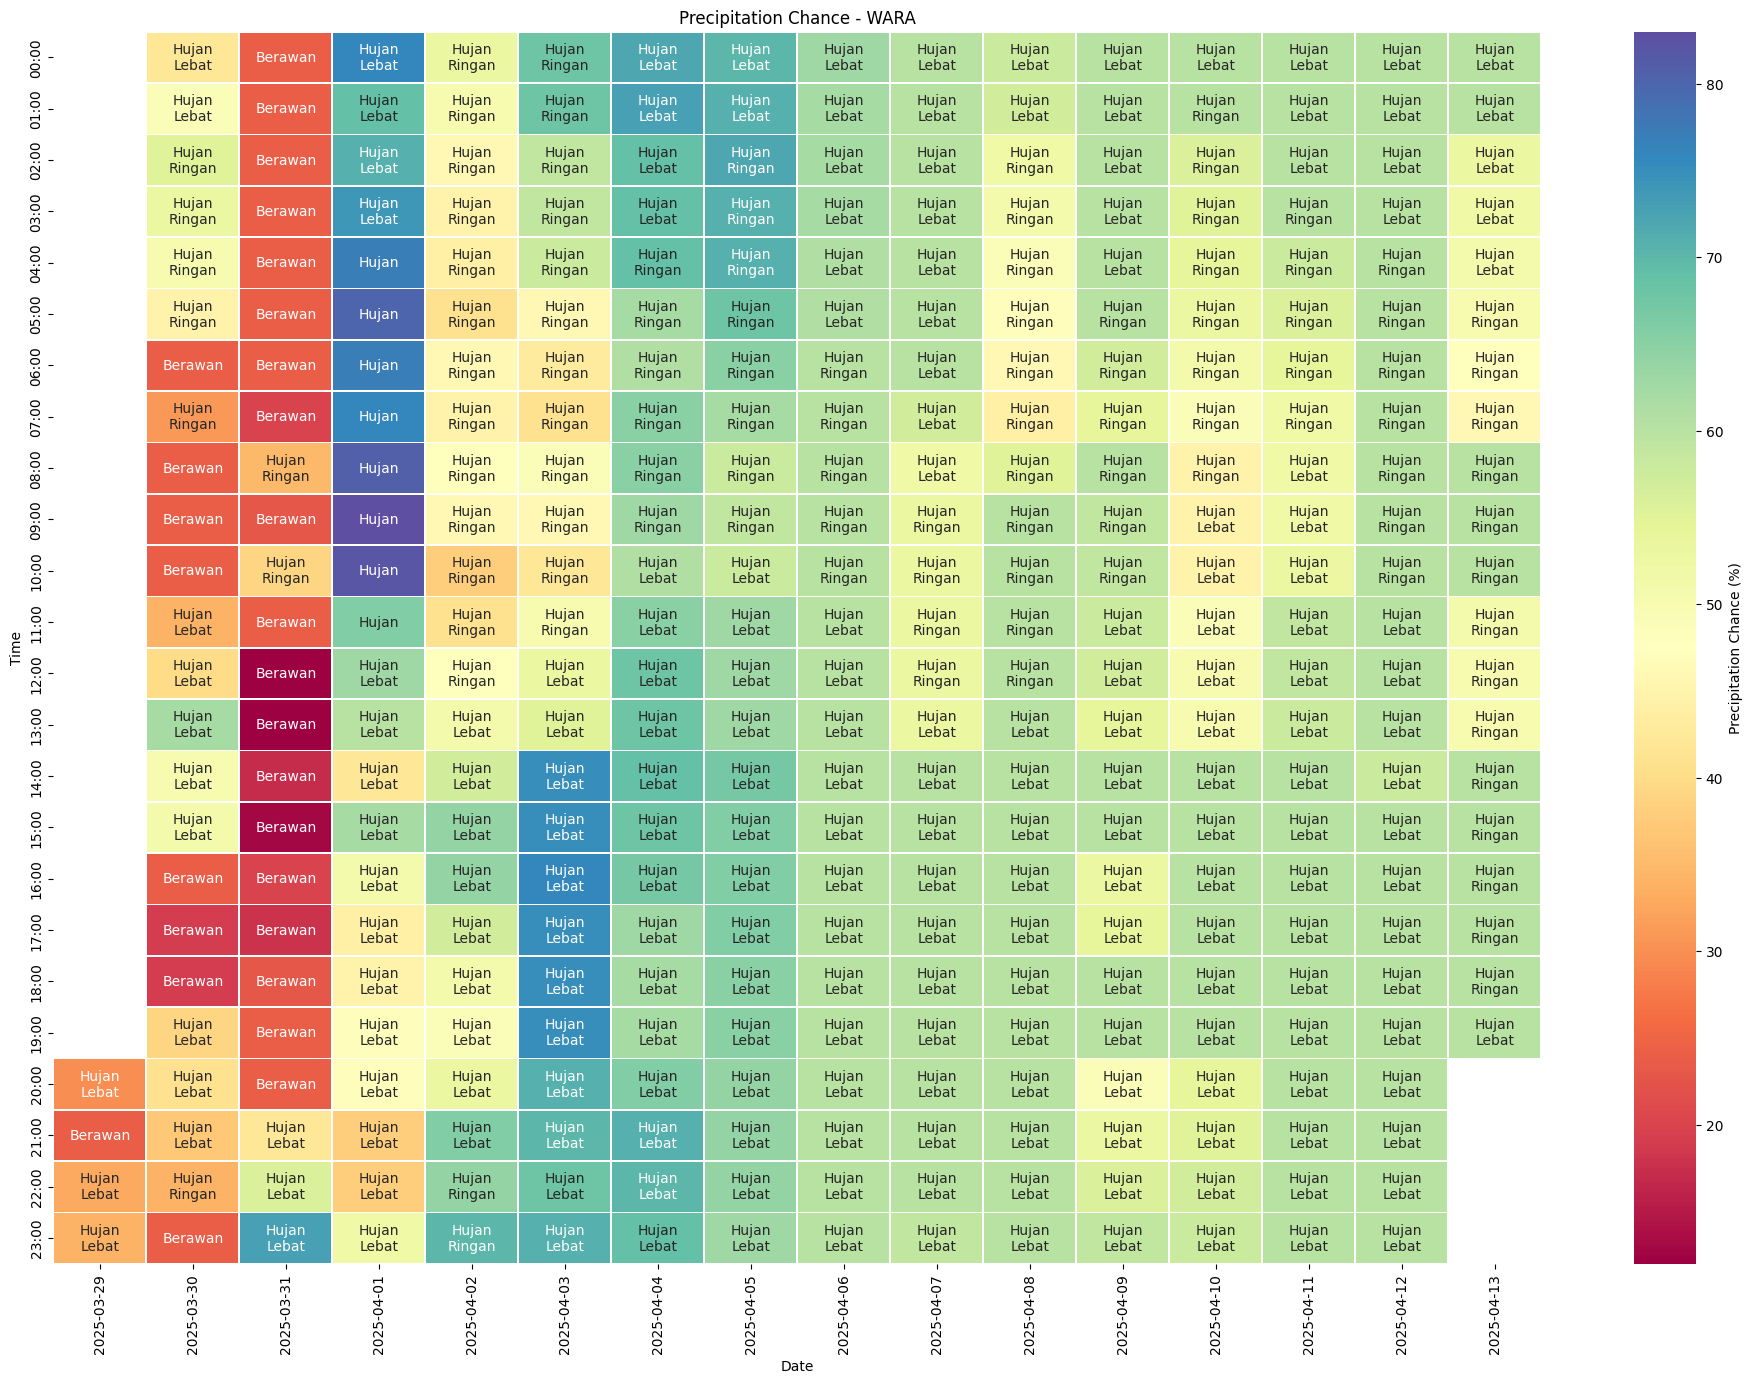 Precipitation Chance - WARA
00:00 Hujan Lebat Berawan Hujan Lebat Hujan Ringan Hujan Ringan Hujan Lebat Hujan Lebat Hujan Lebat Hujan Lebat Hujan Lebat Hujan Lebat Hujan Lebat Hujan Lebat Hujan Lebat Hujan Lebat
01:00 Hujan Lebat Berawan Hujan Lebat Hujan Ringan Hujan Ringan Hujan Lebat Hujan Lebat Hujan Lebat Hujan Lebat Hujan Lebat Hujan Lebat Hujan Ringan Hujan Lebat Hujan Lebat Hujan Lebat
02:00 Hujan Ringan Berawan Hujan Lebat Hujan Ringan Hujan Ringan Hujan Lebat Hujan Ringan Hujan Lebat Hujan Lebat Hujan Ringan Hujan Lebat Hujan Ringan Hujan Lebat Hujan Lebat Hujan Lebat
03:00 Hujan Ringan Berawan Hujan Lebat Hujan Ringan Hujan Ringan Hujan Lebat Hujan Ringan Hujan Lebat Hujan Lebat Hujan Ringan Hujan Lebat Hujan Ringan Hujan Ringan Hujan Lebat Hujan Lebat
04:00 Hujan Ringan Berawan Hujan Hujan Ringan Hujan Ringan Hujan Ringan Hujan Ringan Hujan Lebat Hujan Lebat Hujan Ringan Hujan Lebat Hujan Ringan Hujan Ringan Hujan Ringan Hujan Lebat
05:00 Hujan Ringan Berawan Hujan Hujan Ringan Hujan Ringan Hujan Ringan Hujan Ringan Hujan Lebat Hujan Lebat Hujan Ringan Hujan Ringan Hujan Ringan Hujan Ringan Hujan Ringan Hujan Ringan
06:00 Berawan Berawan Hujan Hujan Ringan Hujan Ringan Hujan Ringan Hujan Ringan Hujan Ringan Hujan Lebat Hujan Ringan Hujan Ringan Hujan Ringan Hujan Ringan Hujan Ringan Hujan Ringan
07:00 Hujan Ringan Berawan Hujan Hujan Ringan Hujan Ringan Hujan Ringan Hujan Ringan Hujan Ringan Hujan Lebat Hujan Ringan Hujan Ringan Hujan Ringan Hujan Ringan Hujan Ringan Hujan Ringan
08:00 Berawan Hujan Ringan Hujan Hujan Ringan Hujan Ringan Hujan Ringan Hujan Ringan Hujan Ringan Hujan Lebat Hujan Ringan Hujan Ringan Hujan Ringan Hujan Lebat Hujan Ringan Hujan Ringan
09:00 Berawan Berawan Hujan Hujan Ringan Hujan Ringan Hujan Ringan Hujan Ringan Hujan Ringan Hujan Ringan Hujan Ringan Hujan Ringan Hujan Lebat Hujan Lebat Hujan Ringan Hujan Ringan
10:00 Berawan Hujan Ringan Hujan Hujan Ringan Hujan Ringan Hujan Lebat Hujan Lebat Hujan Ringan Hujan Ringan Hujan Ringan Hujan Ringan Hujan Lebat Hujan Lebat Hujan Ringan Hujan Ringan
11:00 Hujan Lebat Berawan Hujan Hujan Ringan Hujan Ringan Hujan Lebat Hujan Lebat Hujan Lebat Hujan Ringan Hujan Ringan Hujan Lebat Hujan Lebat Hujan Lebat Hujan Lebat Hujan Ringan
12:00 Hujan Lebat Berawan Hujan Lebat Hujan Ringan Hujan Lebat Hujan Lebat Hujan Lebat Hujan Lebat Hujan Ringan Hujan Ringan Hujan Lebat Hujan Lebat Hujan Lebat Hujan Lebat Hujan Ringan
13:00 Hujan Lebat Berawan Hujan Lebat Hujan Lebat Hujan Lebat Hujan Lebat Hujan Lebat Hujan Lebat Hujan Lebat Hujan Lebat Hujan Lebat Hujan Lebat Hujan Lebat Hujan Lebat Hujan Ringan
14:00 Hujan Lebat Berawan Hujan Lebat Hujan Lebat Hujan Lebat Hujan Lebat Hujan Lebat Hujan Lebat Hujan Lebat Hujan Lebat Hujan Lebat Hujan Lebat Hujan Lebat Hujan Lebat Hujan Ringan
15:00 Hujan Lebat Berawan Hujan Lebat Hujan Lebat Hujan Lebat Hujan Lebat Hujan Lebat Hujan Lebat Hujan Lebat Hujan Lebat Hujan Lebat Hujan Lebat Hujan Lebat Hujan Lebat Hujan Ringan
16:00 Berawan Berawan Hujan Lebat Hujan Lebat Hujan Lebat Hujan Lebat Hujan Lebat Hujan Lebat Hujan Lebat Hujan Lebat Hujan Lebat Hujan Lebat Hujan Lebat Hujan Lebat Hujan Ringan
17:00 Berawan Berawan Hujan Lebat Hujan Lebat Hujan Lebat Hujan Lebat Hujan Lebat Hujan Lebat Hujan Lebat Hujan Lebat Hujan Lebat Hujan Lebat Hujan Lebat Hujan Lebat Hujan Ringan
18:00 Berawan Berawan Hujan Lebat Hujan Lebat Hujan Lebat Hujan Lebat Hujan Lebat Hujan Lebat Hujan Lebat Hujan Lebat Hujan Lebat Hujan Lebat Hujan Lebat Hujan Lebat Hujan Ringan
19:00 Hujan Lebat Berawan Hujan Lebat Hujan Lebat Hujan Lebat Hujan Lebat Hujan Lebat Hujan Lebat Hujan Lebat Hujan Lebat Hujan Lebat Hujan Lebat Hujan Lebat Hujan Lebat Hujan Lebat
20:00 Hujan Lebat Hujan Lebat Berawan Hujan Lebat Hujan Lebat Hujan Lebat Hujan Lebat Hujan Lebat Hujan Lebat Hujan Lebat Hujan Lebat Hujan Lebat Hujan Lebat Hujan Lebat Hujan Lebat
21:00 Berawan Hujan Lebat Hujan Lebat Hujan Lebat Hujan Lebat Hujan Lebat Hujan Lebat Hujan Lebat Hujan Lebat Hujan Lebat Hujan Lebat Hujan Lebat Hujan Lebat Hujan Lebat Hujan Lebat
22:00 Hujan Lebat Hujan Ringan Hujan Lebat Hujan Lebat Hujan Ringan Hujan Lebat Hujan Lebat Hujan Lebat Hujan Lebat Hujan Lebat Hujan Lebat Hujan Lebat Hujan Lebat Hujan Lebat Hujan Lebat
23:00 Hujan Lebat Berawan Hujan Lebat Hujan Lebat Hujan Ringan Hujan Lebat Hujan Lebat Hujan Lebat Hujan Lebat Hujan Lebat Hujan Lebat Hujan Lebat Hujan Lebat Hujan Lebat Hujan Lebat
Time
2025-03-29 2025-03-30 2025-03-31 2025-04-01 2025-04-02 2025-04-03 2025-04-04 2025-04-05 2025-04-06 2025-04-07 2025-04-08 2025-04-09 2025-04-10 2025-04-11 2025-04-12 2025-04-13
Date
80
70
60
50
40
30
20
Precipitation Chance (%)